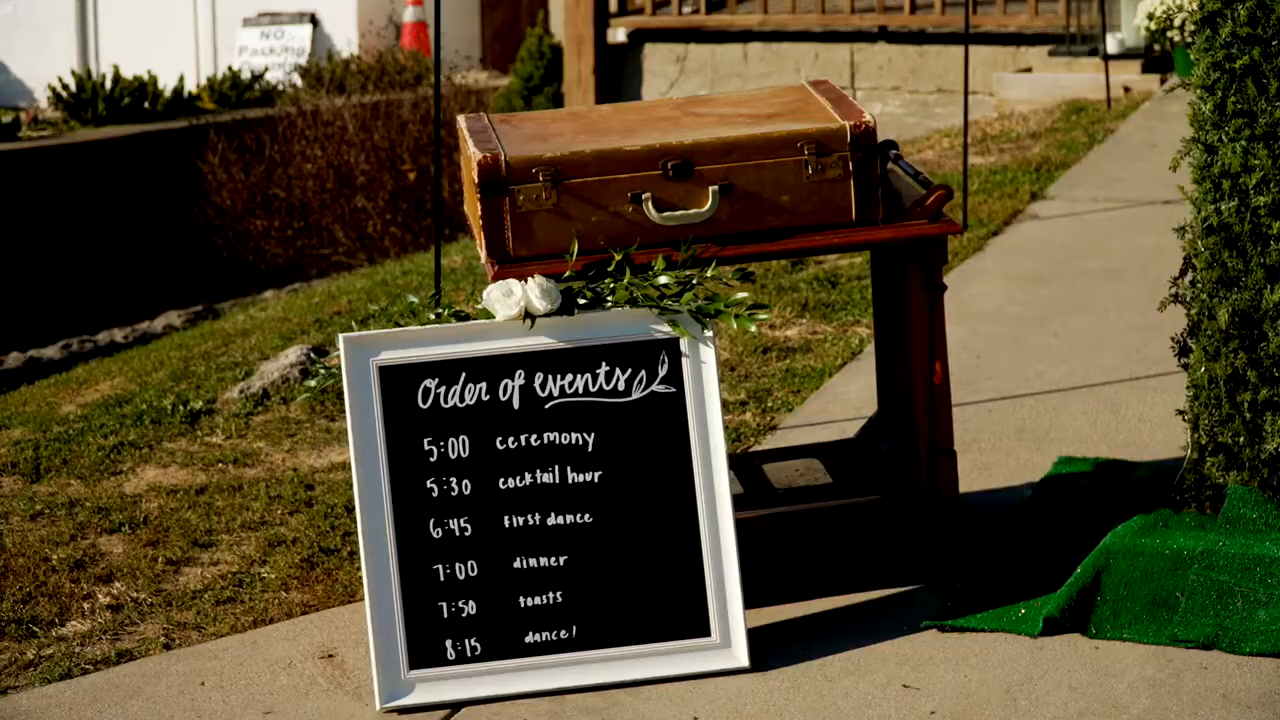 NO
Parking
Order of events
5:00 ceremony
5:30 cocktail hour
6:45 first dance
7:00 dinner
7:50 toasts
8:15 dance!